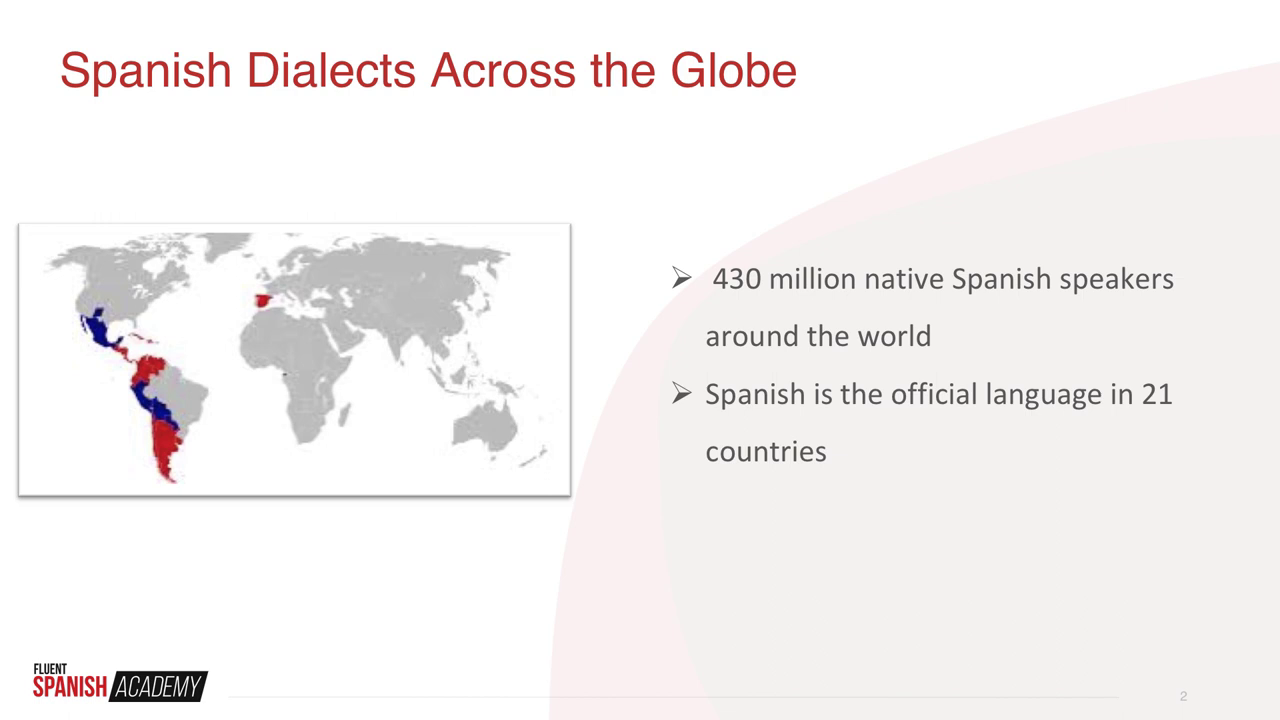 Spanish Dialects Across the Globe
➢ 430 million native Spanish speakers
around the world
➢ Spanish is the official language in 21
countries
FLUENT
SPANISH ACADEMY
2